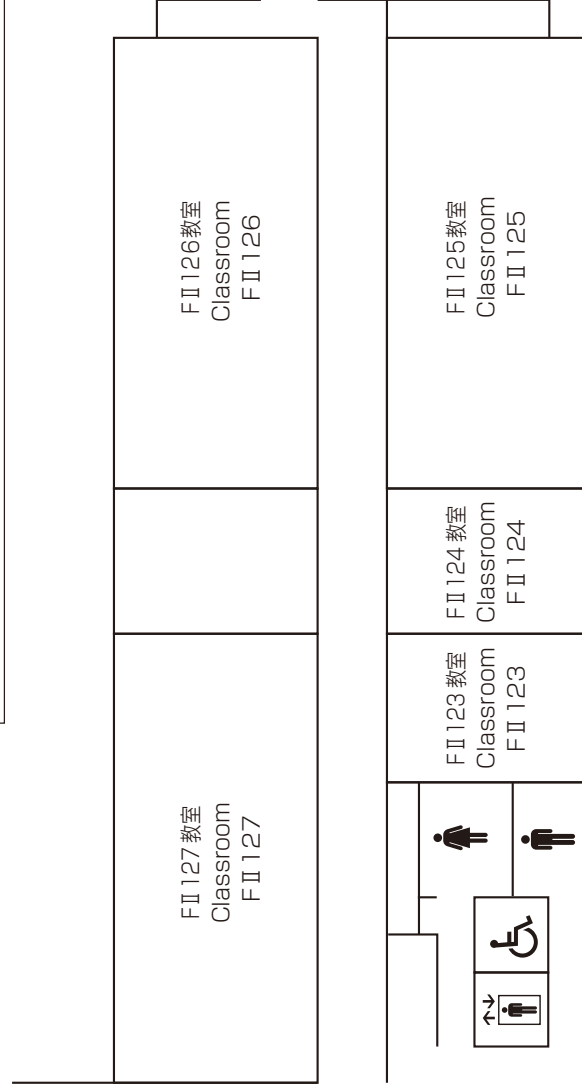 FⅡ126教室
Classroom
FⅡ126
FⅡ125教室
Classroom
FⅡ125
FⅡ124教室
Classroom
FⅡ124
FⅡ123教室
Classroom
FⅡ123
FⅡ127教室
Classroom
FⅡ127